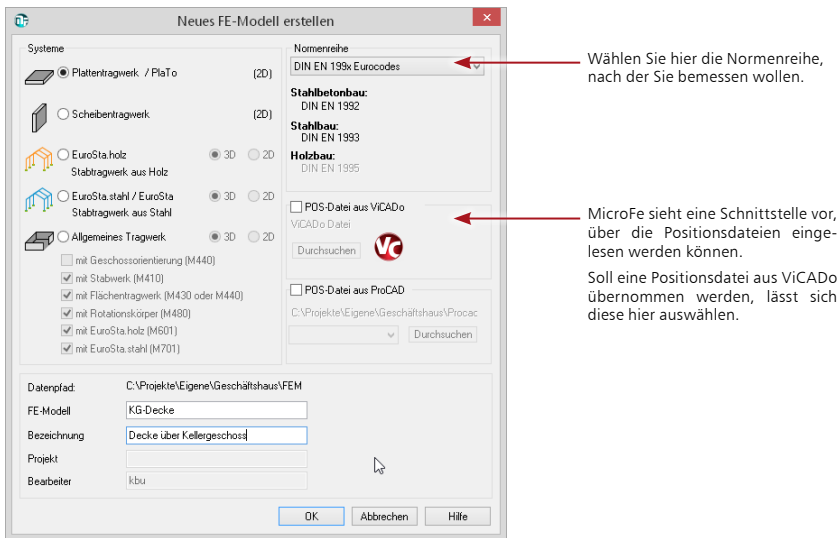 Neues FE-Modell erstellen
Systeme
Plattentragwerk / PlaTo (2D)
Scheibentragwerk (2D)
EuroSta.holz 3D 2D
Stabtragwerk aus Holz
EuroSta.stahl / EuroSta 3D 2D
Stabtragwerk aus Stahl
Allgemeines Tragwerk 3D 2D
mit Geschossorientierung (M440)
mit Stabwerk (M410)
mit Flächentragwerk (M430 oder M440)
mit Rotationskörper (M480)
mit EuroSta.holz (M601)
mit EuroSta.stahl (M701)
Normenreihe
DIN EN 199x Eurocodes
Stahlbetonbau:
DIN EN 1992
Stahlbau:
DIN EN 1993
Holzbau:
DIN EN 1995
POS-Datei aus ViCADo
ViCADo Datei
Durchsuchen
VC
POS-Datei aus ProCAD
C:\Projekte\Eigene\Geschäftshaus\Procac
Durchsuchen
Datenpfad: C:\Projekte\Eigene\Geschäftshaus\FEM
FE-Modell KG-Decke
Bezeichnung Decke über Kellergeschoss
Projekt
Bearbeiter kbu
OK Abbrechen Hilfe
Wählen Sie hier die Normenreihe,
nach der Sie bemessen wollen.
MicroFe sieht eine Schnittstelle vor,
über die Positionsdateien einge-
lesen werden können.
Soll eine Positionsdatei aus ViCADo
übernommen werden, lässt sich
diese hier auswählen.